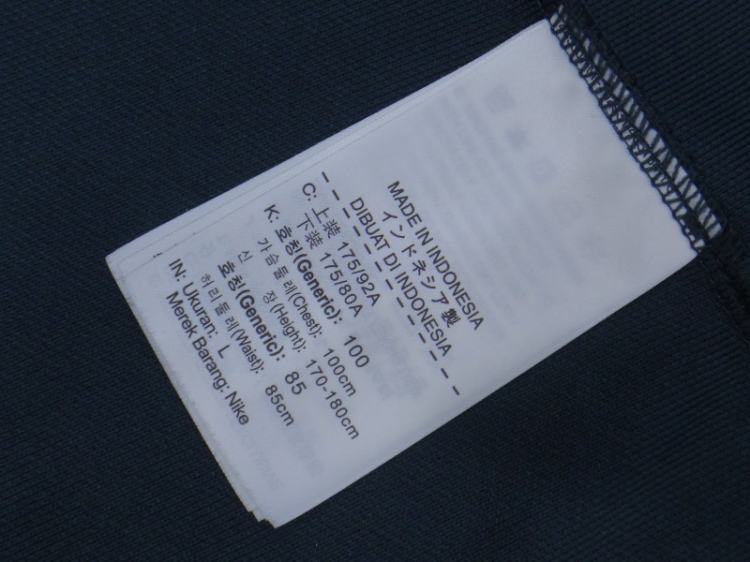 MADE IN INDONESIA
インドネシア製
DIBUAT DI INDONESIA
C: 上装 175/92A
下装 175/80A
K: 호칭(Generic): 100
가슴둘레(Chest): 100cm
신 장(Height): 170-180cm
호칭(Generic): 85
허리둘레(Waist): 85cm
IN: Ukuran: L
Merek Barang: Nike